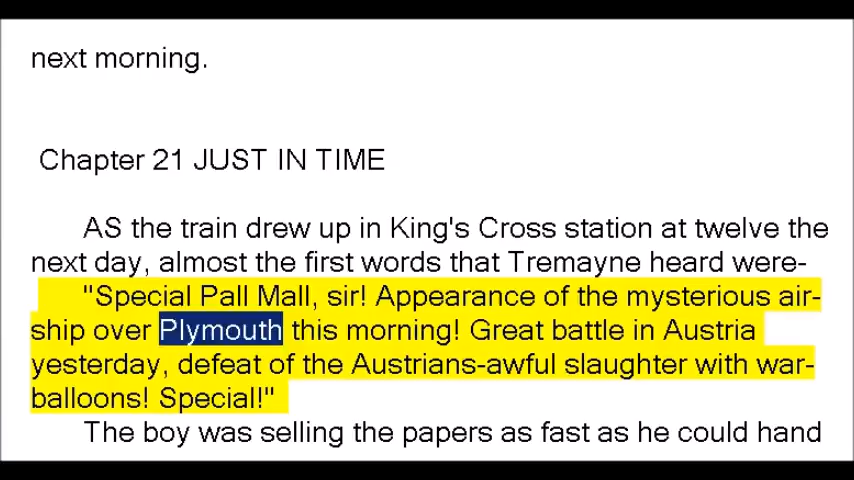 next morning.
Chapter 21 JUST IN TIME
AS the train drew up in King's Cross station at twelve the
next day, almost the first words that Tremayne heard were-
"Special Pall Mall, sir! Appearance of the mysterious air-
ship over Plymouth this morning! Great battle in Austria
yesterday, defeat of the Austrians-awful slaughter with war-
balloons! Special!"
The boy was selling the papers as fast as he could hand